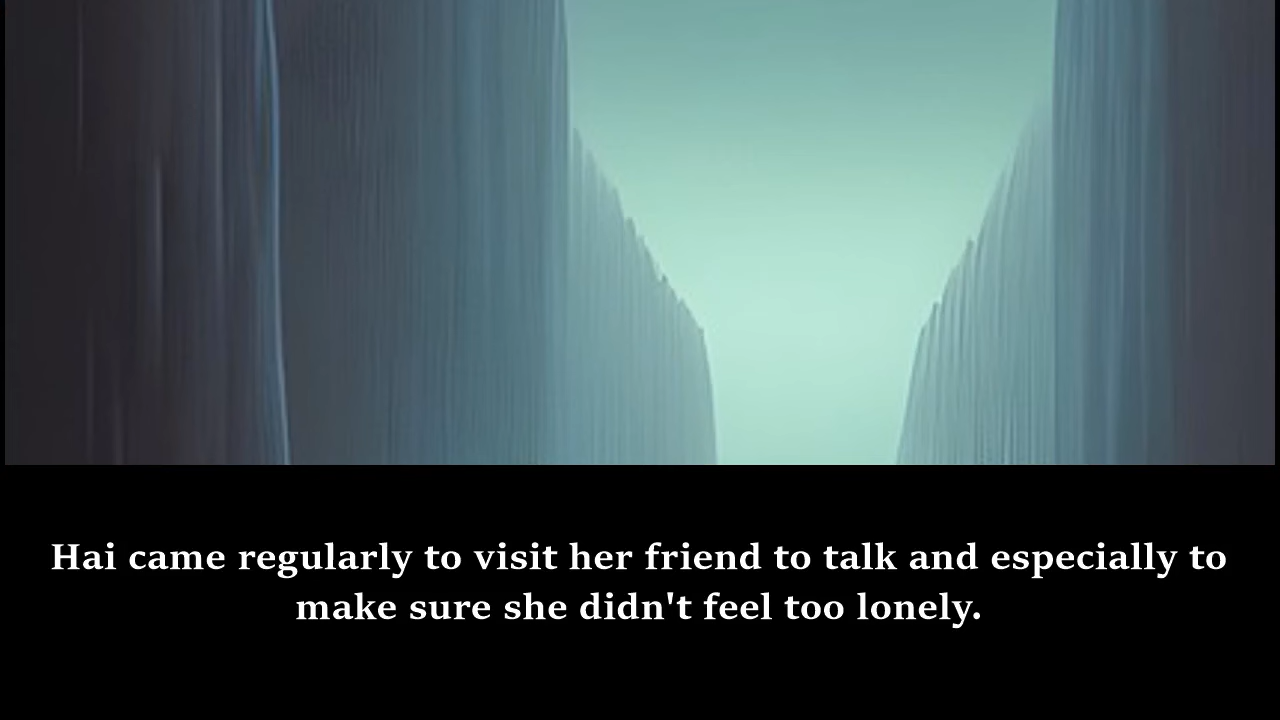 Hai came regularly to visit her friend to talk and especially to
make sure she didn't feel too lonely.